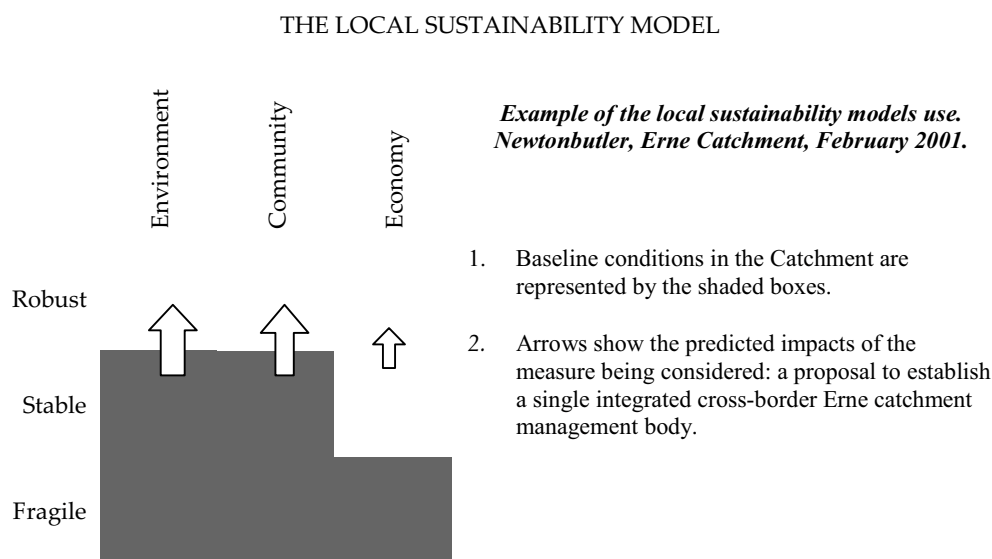 THE LOCAL SUSTAINABILITY MODEL
Environment
Community
Economy
Example of the local sustainability models use.
Newtonbutler, Erne Catchment, February 2001.
Robust
Stable
Fragile
1. Baseline conditions in the Catchment are
represented by the shaded boxes.
2. Arrows show the predicted impacts of the
measure being considered: a proposal to establish
a single integrated cross-border Erne catchment
management body.